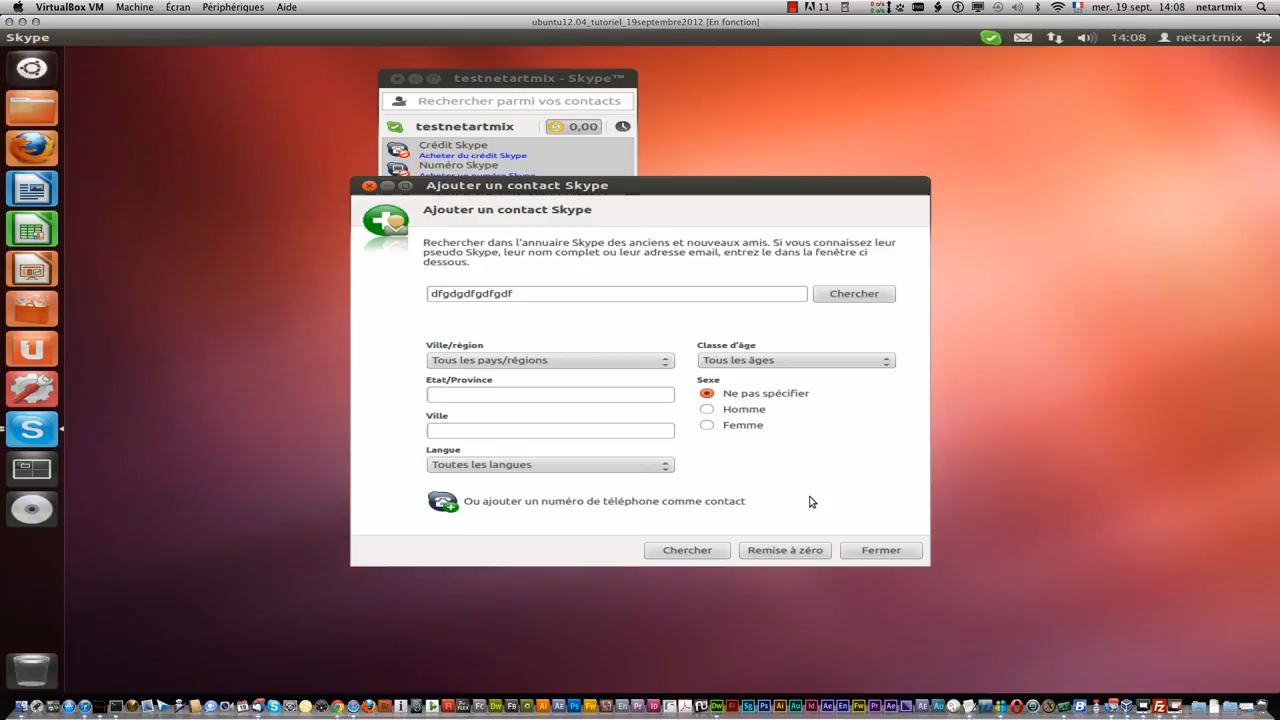 VirtualBox VM Machine Écran Périphériques Aide
11
mer. 19 sept. 14:08 netartmix
ubuntu12.04_tutoriel_19septembre2012 [En fonction]
Skype
14:08 netartmix
testnetartmix - Skype™
Rechercher parmi vos contacts
testnetartmix 0,00
Crédit Skype
Acheter du crédit Skype
Numéro Skype
Acheter un numéro Skype
Ajouter un contact Skype
Ajouter un contact Skype
Rechercher dans l'annuaire Skype des anciens et nouveaux amis. Si vous connaissez leur
pseudo Skype, leur nom complet ou leur adresse email, entrez le dans la fenêtre ci
dessous.
dfgdgdfgdfgdf Chercher
Ville/région Classe d'âge
Tous les pays/régions Tous les âges
Etat/Province Sexe
Ne pas spécifier
Homme
Ville
Femme
Langue
Toutes les langues
Ou ajouter un numéro de téléphone comme contact
Chercher Remise à zéro Fermer